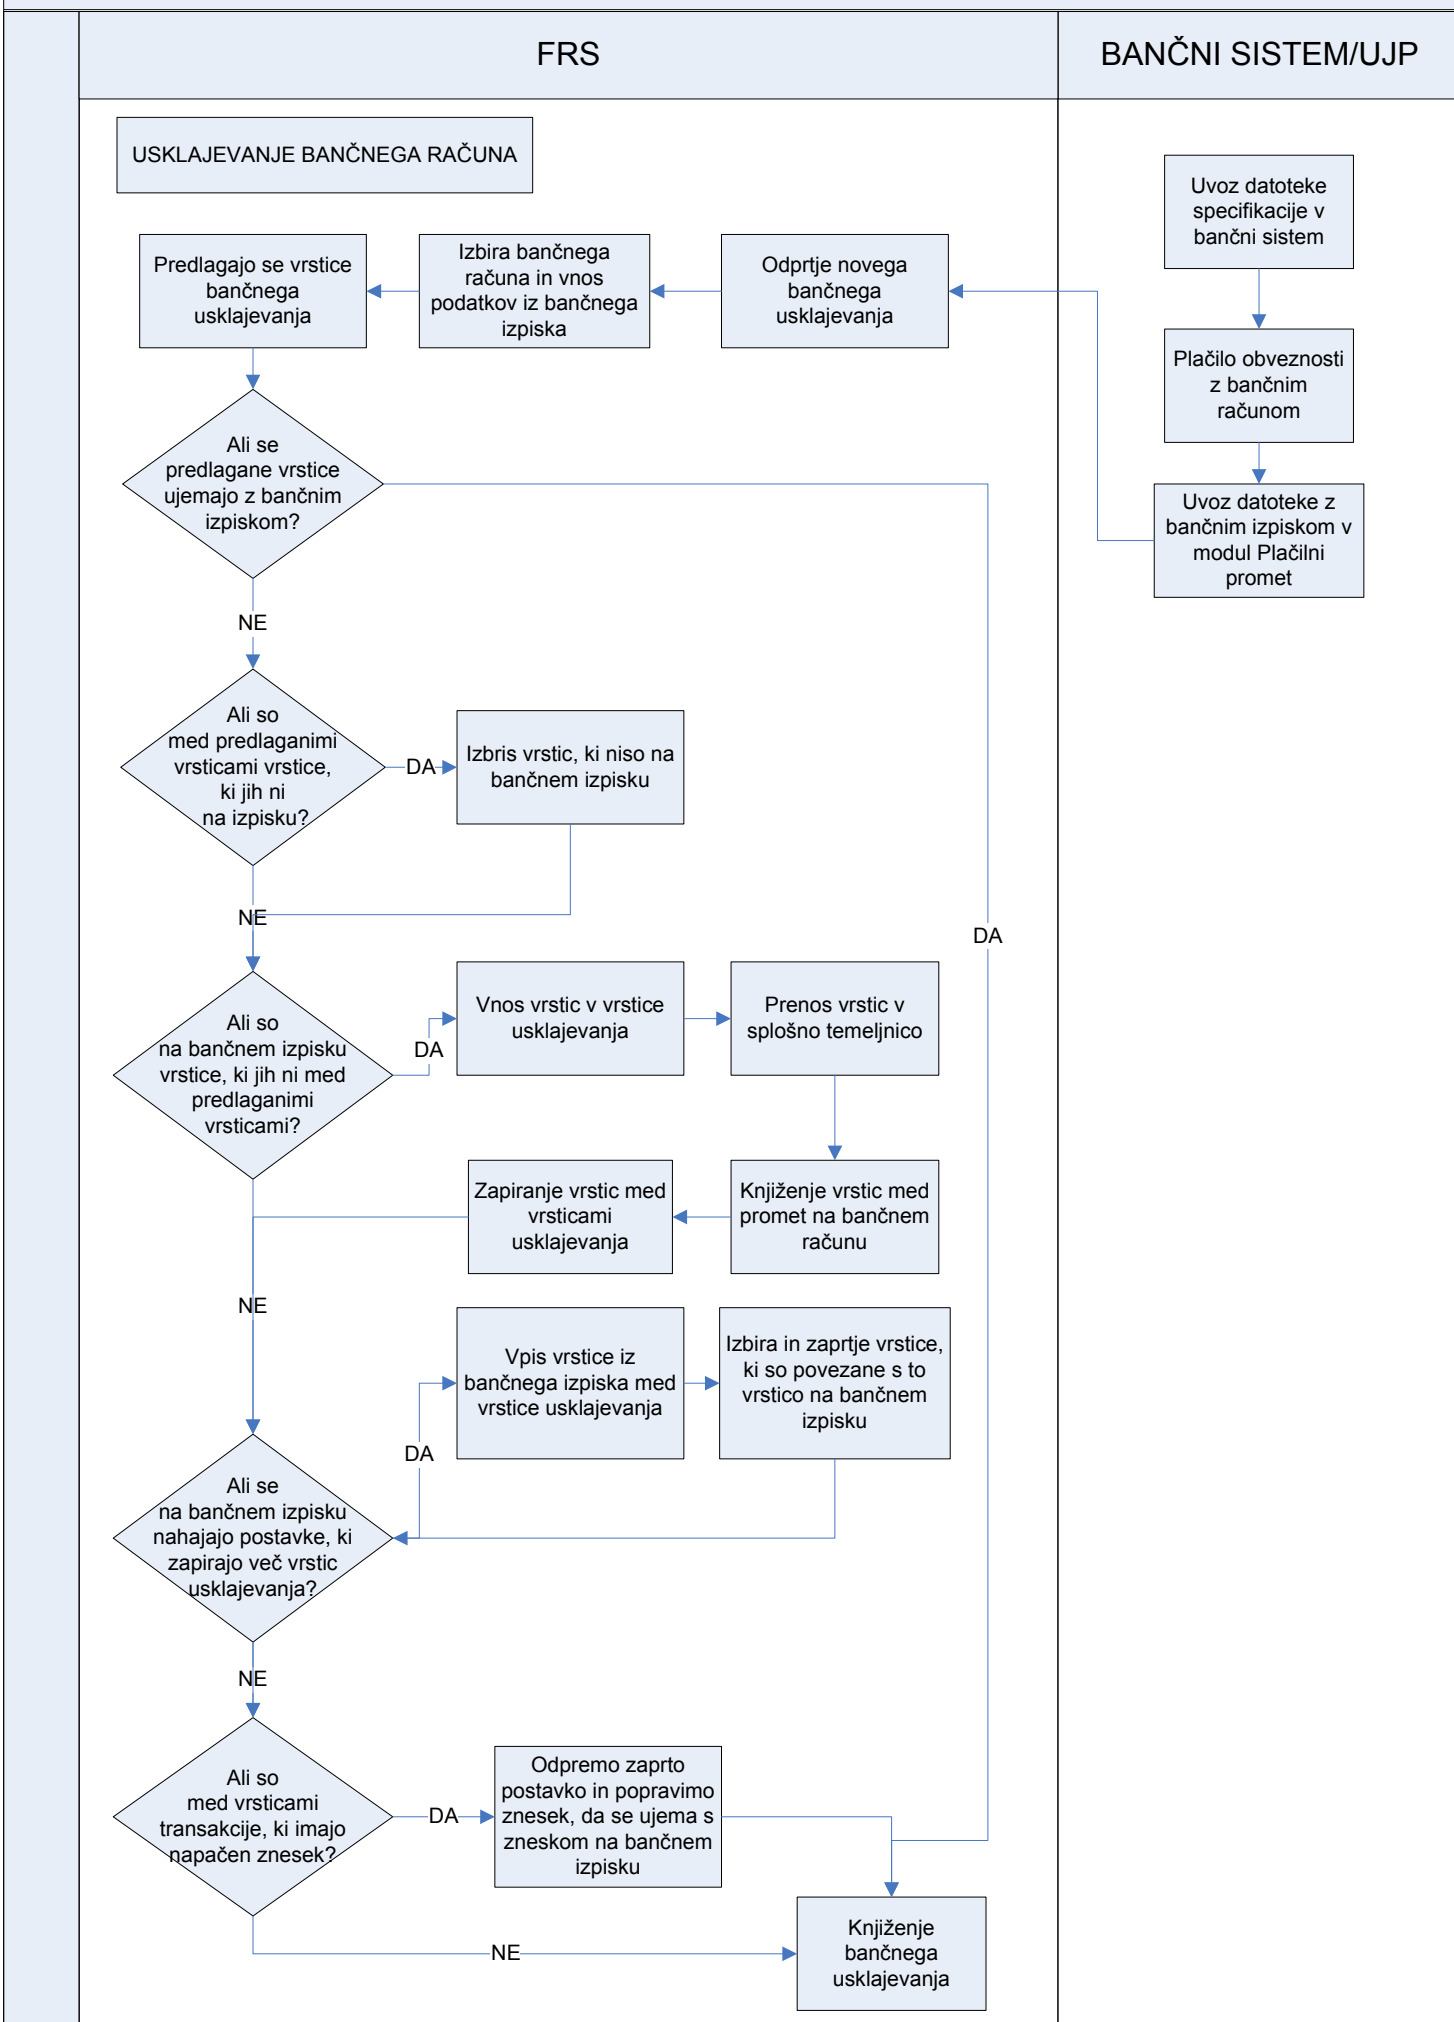 FRS
BANČNI SISTEM/UJP
USKLAJEVANJE BANČNEGA RAČUNA
Uvoz datoteke
specifikacije v
bančni sistem
Plačilo obveznosti
z bančnim
računom
Uvoz datoteke z
bančnim izpiskom v
modul Plačilni
promet
Odprtje novega
bančnega
usklajevanja
Izbira bančnega
računa in vnos
podatkov iz bančnega
izpiska
Predlagajo se vrstice
bančnega
usklajevanja
Ali se
predlagane vrstice
ujemajo z bančnim
izpiskom?
NE
DA
Ali so
med predlaganimi
vrsticami vrstice,
ki jih ni
na izpisku?
DA
Izbris vrstic, ki niso na
bančnem izpisku
NE
Ali so
na bančnem izpisku
vrstice, ki jih ni med
predlaganimi
vrsticami?
DA
Vnos vrstic v vrstice
usklajevanja
Prenos vrstic v
splošno temeljnico
Knjiženje vrstic med
promet na bančnem
računu
Zapiranje vrstic med
vrsticami
usklajevanja
NE
Ali se
na bančnem izpisku
nahajajo postavke, ki
zapirajo več vrstic
usklajevanja?
DA
Vpis vrstice iz
bančnega izpiska med
vrstice usklajevanja
Izbira in zaprtje vrstice,
ki so povezane s to
vrstico na bančnem
izpisku
NE
Ali so
med vrsticami
transakcije, ki imajo
napačen znesek?
DA
Odpremo zaprto
postavko in popravimo
znesek, da se ujema s
zneskom na bančnem
izpisku
NE
Knjiženje
bančnega
usklajevanja